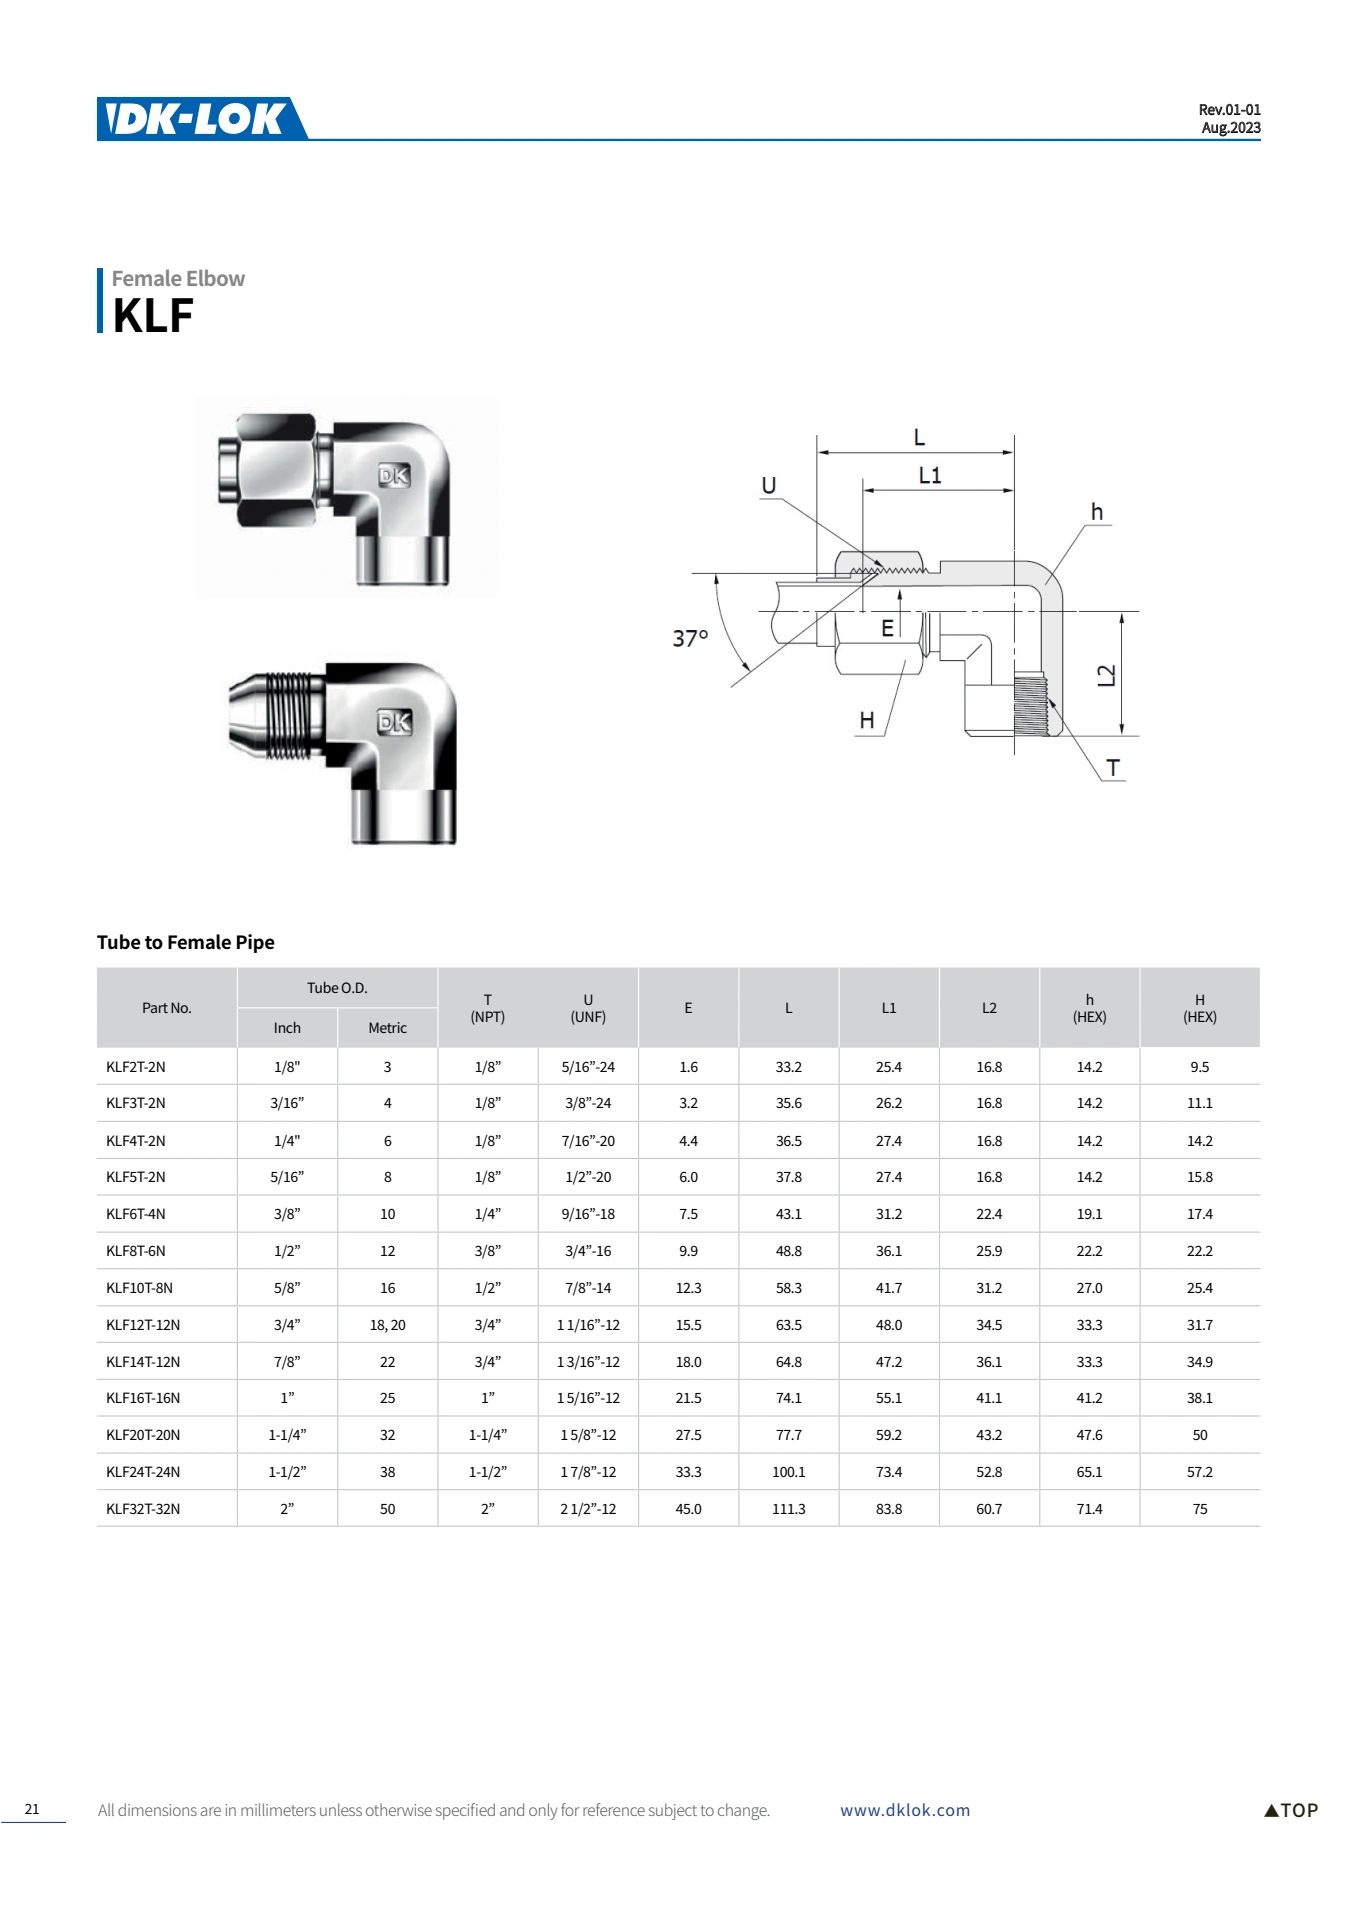 DK-LOK
Rev.01-01
Aug.2023
Female Elbow
KLF
DK
DK
L
L1
U
h
37°
E
H
L2
T
Tube to Female Pipe
Part No. Tube O.D. T (NPT) U (UNF) E L L1 L2 h (HEX) H (HEX)
Inch Metric
KLF2T-2N 1/8" 3 1/8” 5/16”-24 1.6 33.2 25.4 16.8 14.2 9.5
KLF3T-2N 3/16” 4 1/8” 3/8”-24 3.2 35.6 26.2 16.8 14.2 11.1
KLF4T-2N 1/4" 6 1/8” 7/16”-20 4.4 36.5 27.4 16.8 14.2 14.2
KLF5T-2N 5/16” 8 1/8” 1/2”-20 6.0 37.8 27.4 16.8 14.2 15.8
KLF6T-4N 3/8” 10 1/4” 9/16”-18 7.5 43.1 31.2 22.4 19.1 17.4
KLF8T-6N 1/2” 12 3/8” 3/4”-16 9.9 48.8 36.1 25.9 22.2 22.2
KLF10T-8N 5/8” 16 1/2” 7/8”-14 12.3 58.3 41.7 31.2 27.0 25.4
KLF12T-12N 3/4” 18, 20 3/4” 1 1/16”-12 15.5 63.5 48.0 34.5 33.3 31.7
KLF14T-12N 7/8” 22 3/4” 1 3/16”-12 18.0 64.8 47.2 36.1 33.3 34.9
KLF16T-16N 1” 25 1” 1 5/16”-12 21.5 74.1 55.1 41.1 41.2 38.1
KLF20T-20N 1-1/4” 32 1-1/4” 1 5/8”-12 27.5 77.7 59.2 43.2 47.6 50
KLF24T-24N 1-1/2” 38 1-1/2” 1 7/8”-12 33.3 100.1 73.4 52.8 65.1 57.2
KLF32T-32N 2” 50 2” 2 1/2”-12 45.0 111.3 83.8 60.7 71.4 75
21
All dimensions are in millimeters unless otherwise specified and only for reference subject to change.
www.dklok.com
▲TOP